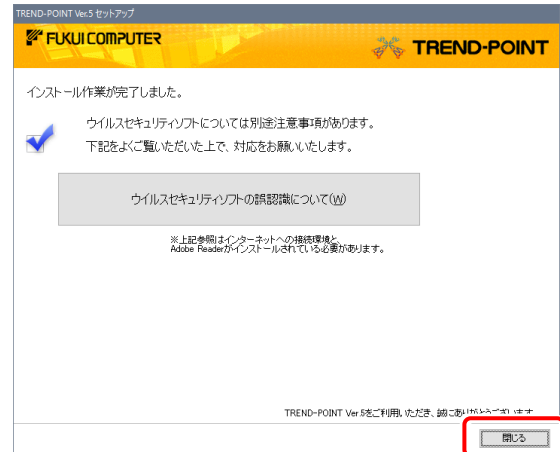 TREND-POINT Ver.5 セットアップ
FUKUI COMPUTER
TREND-POINT
インストール作業が完了しました。
ウイルスセキュリティソフトについては別途注意事項があります。
下記をよくご覧いただいた上で、対応をお願いいたします。
ウイルスセキュリティソフトの誤認識について(W)
※上記参照はインターネットへの接続環境と、
Adobe Readerがインストールされている必要があります。
TREND-POINT Ver.5をご利用いただき、誠にありがとうございます
閉じる